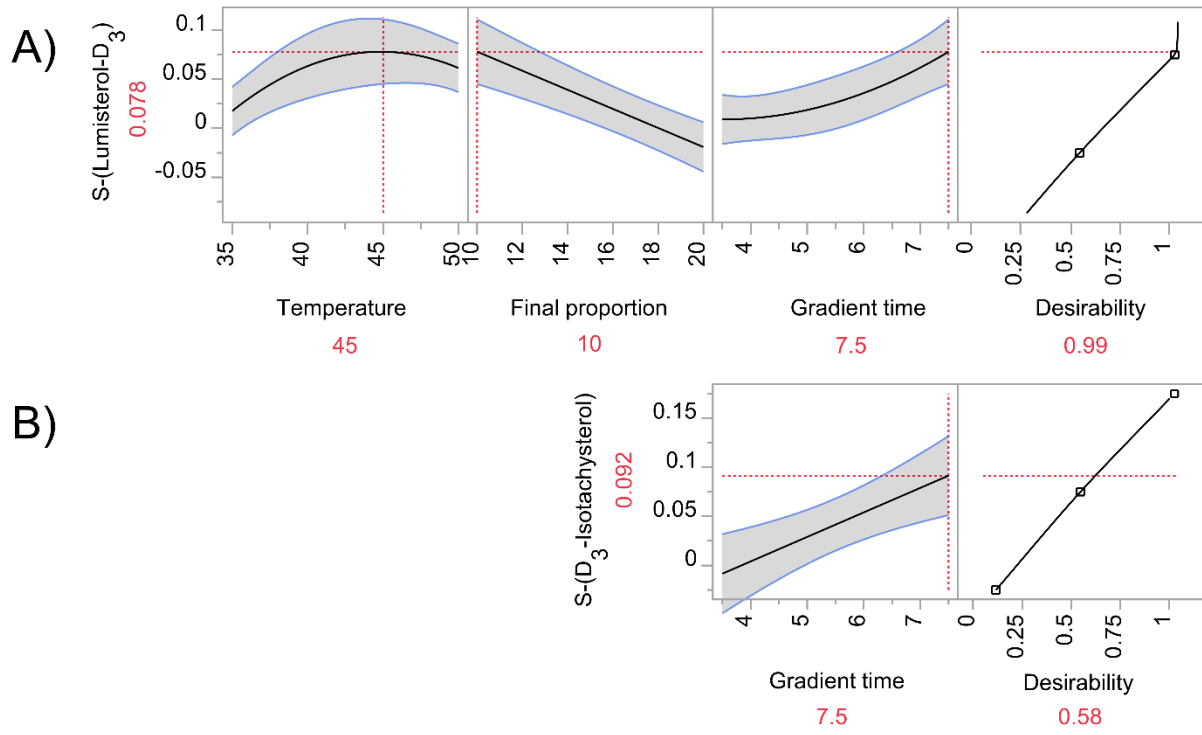 A)
S-(Lumisterol-D3)
0.078
0.1
0.05
0
-0.05
35 40 45 50 10 12 14 16 18 20 4 5 6 7 0 0.25 0.5 0.75 1
Temperature Final proportion Gradient time Desirability
45 10 7.5 0.99
B)
S-(D3-Isotachysterol)
0.092
0.15
0.1
0.05
0
4 5 6 7 0 0.25 0.5 0.75 1
Gradient time Desirability
7.5 0.58